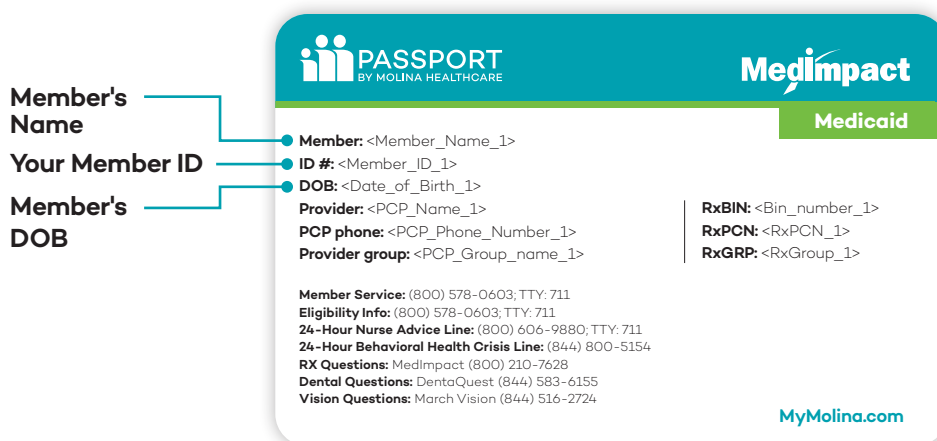 PASSPORT
BY MOLINA HEALTHCARE
Medimpact
Medicaid
Member's
Name
Your Member ID
Member's
DOB
Member: <Member_Name_1>
ID #: <Member_ID_1>
DOB: <Date_of_Birth_1>
Provider: <PCP_Name_1>
PCP phone: <PCP_Phone_Number_1>
Provider group: <PCP_Group_name_1>
RxBIN: <Bin_number_1>
RxPCN: <RxPCN_1>
RxGRP: <RxGroup_1>
Member Service: (800) 578-0603; TTY: 711
Eligibility Info: (800) 578-0603; TTY: 711
24-Hour Nurse Advice Line: (800) 606-9880; TTY: 711
24-Hour Behavioral Health Crisis Line: (844) 800-5154
RX Questions: MedImpact (800) 210-7628
Dental Questions: DentaQuest (844) 583-6155
Vision Questions: March Vision (844) 516-2724
MyMolina.com